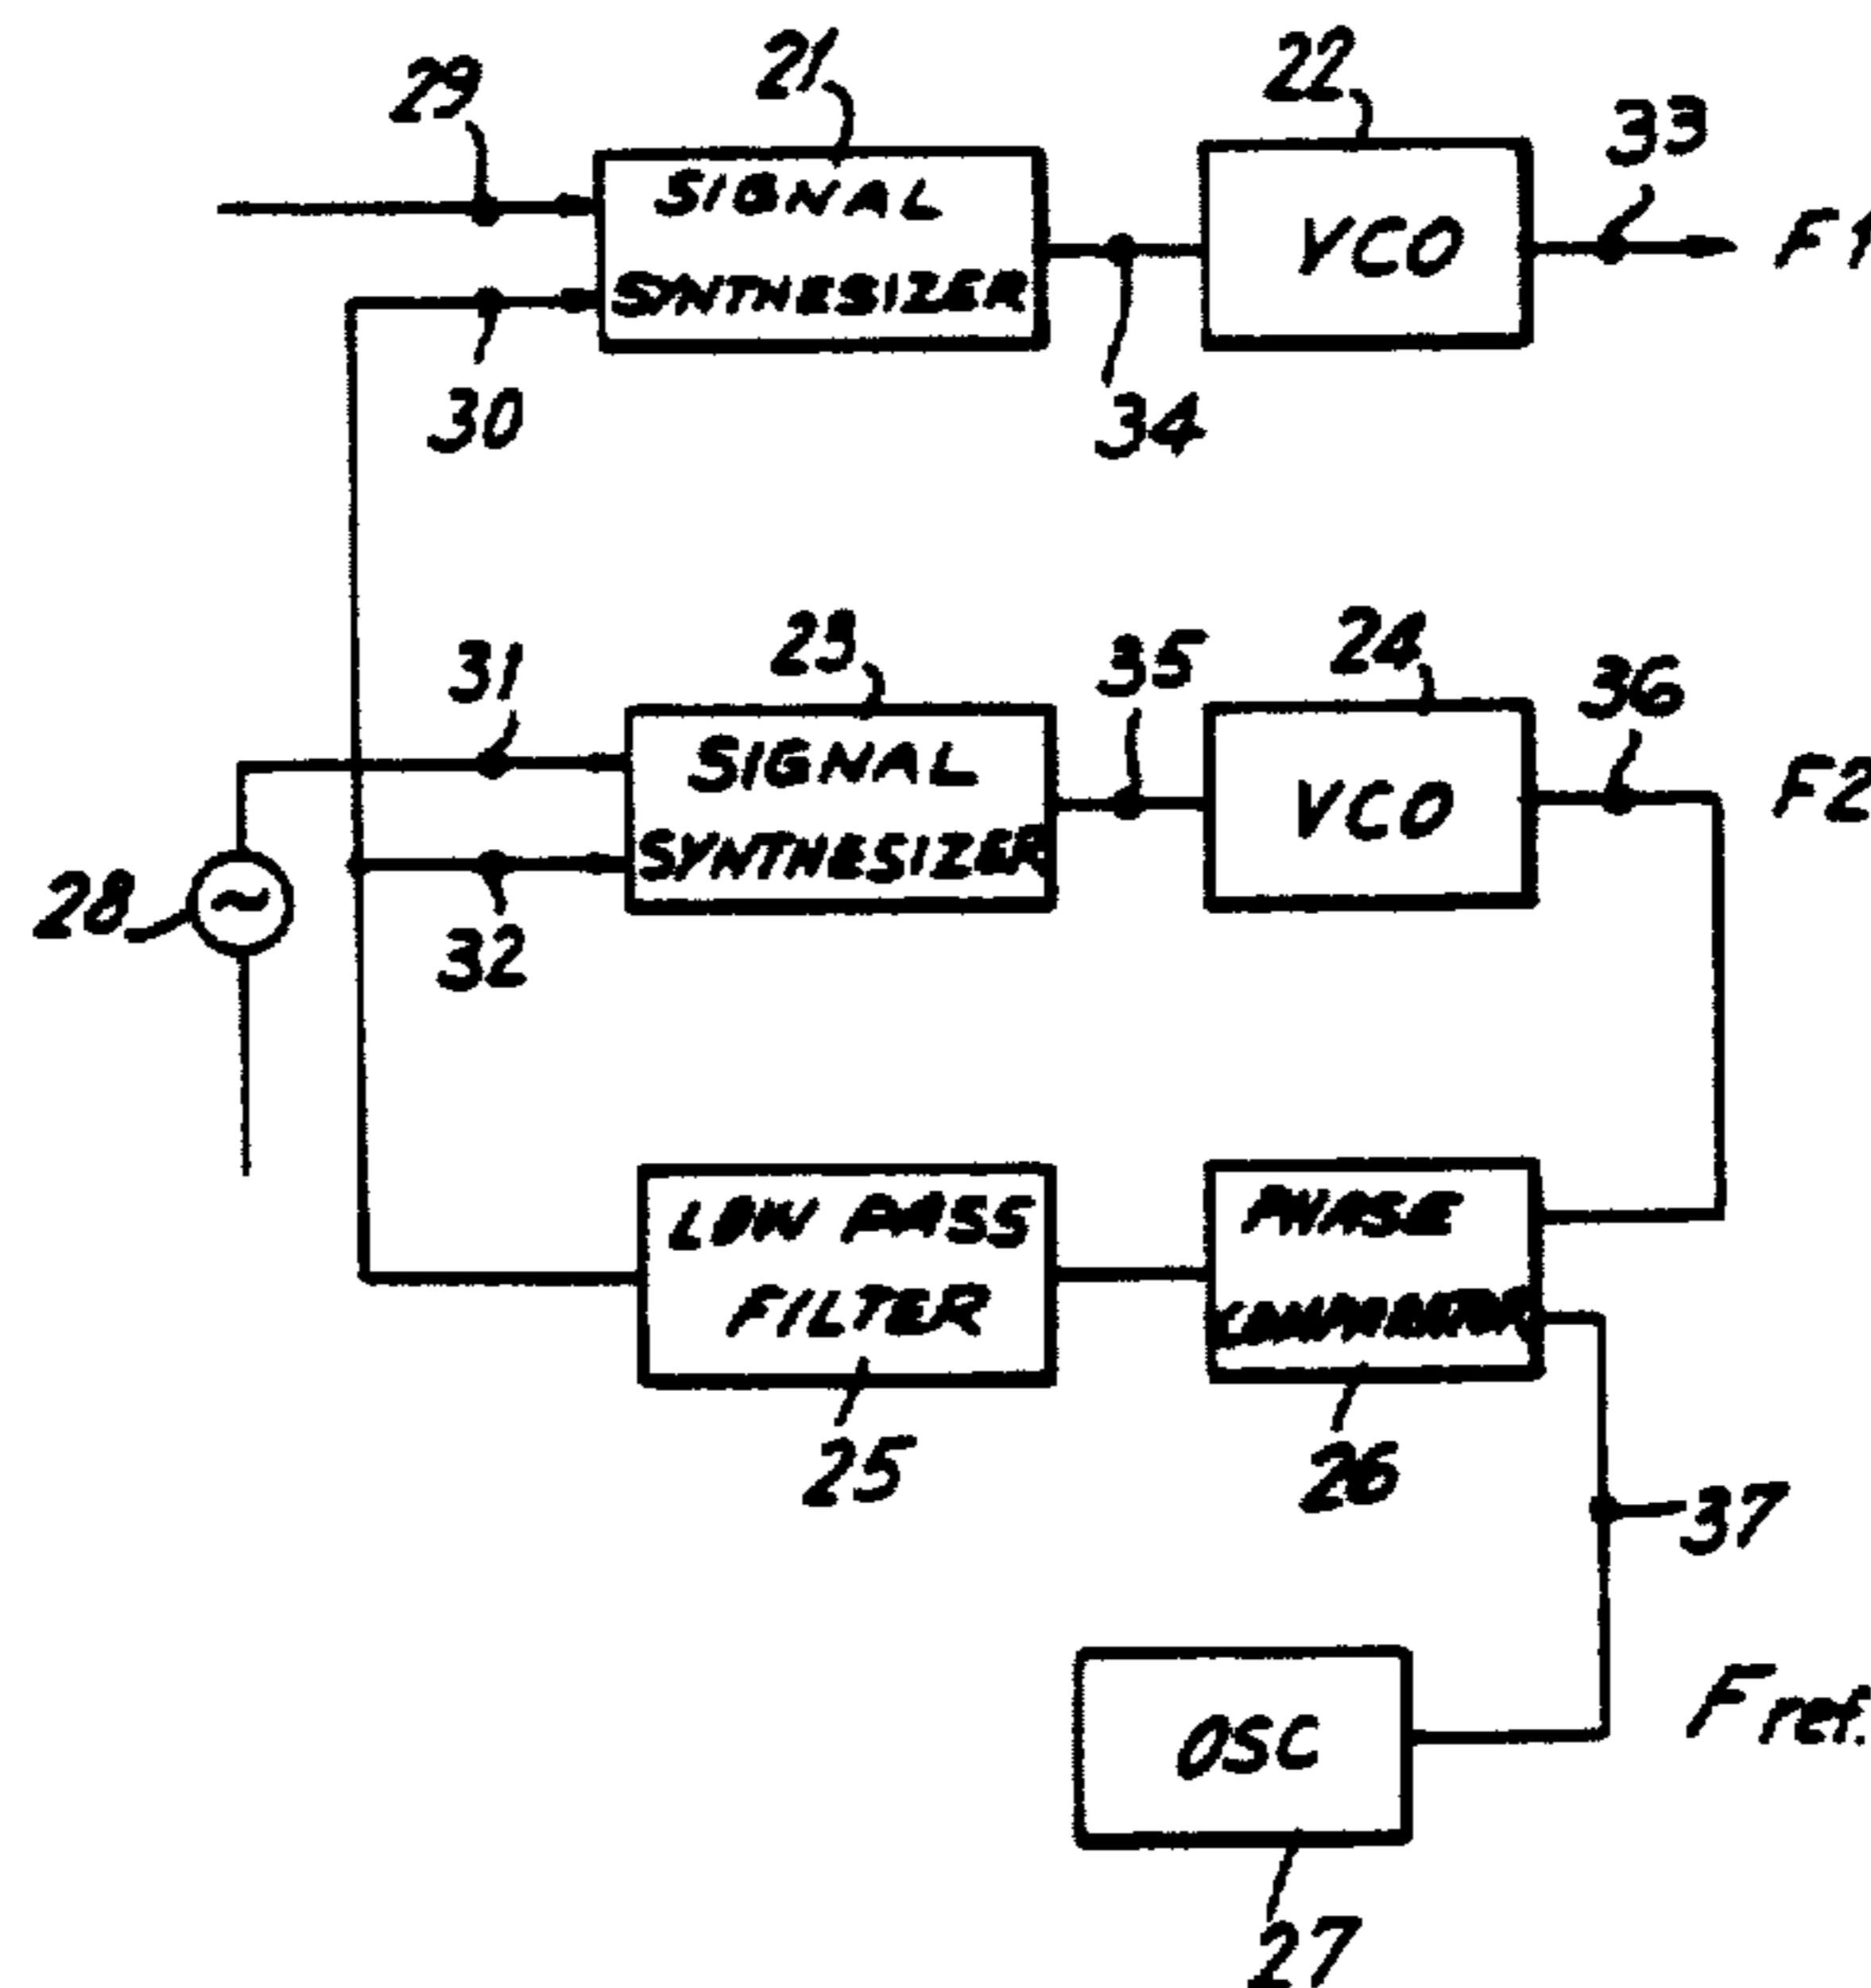 29
21
22
33
SIGNAL
SYNTHESIZER
VCO
F1
30
34
31
23
35
24
36
SIGNAL
SYNTHESIZER
VCO
F2
28
32
LOW PASS
FILTER
PHASE
25
26
37
OSC
Fref.
27